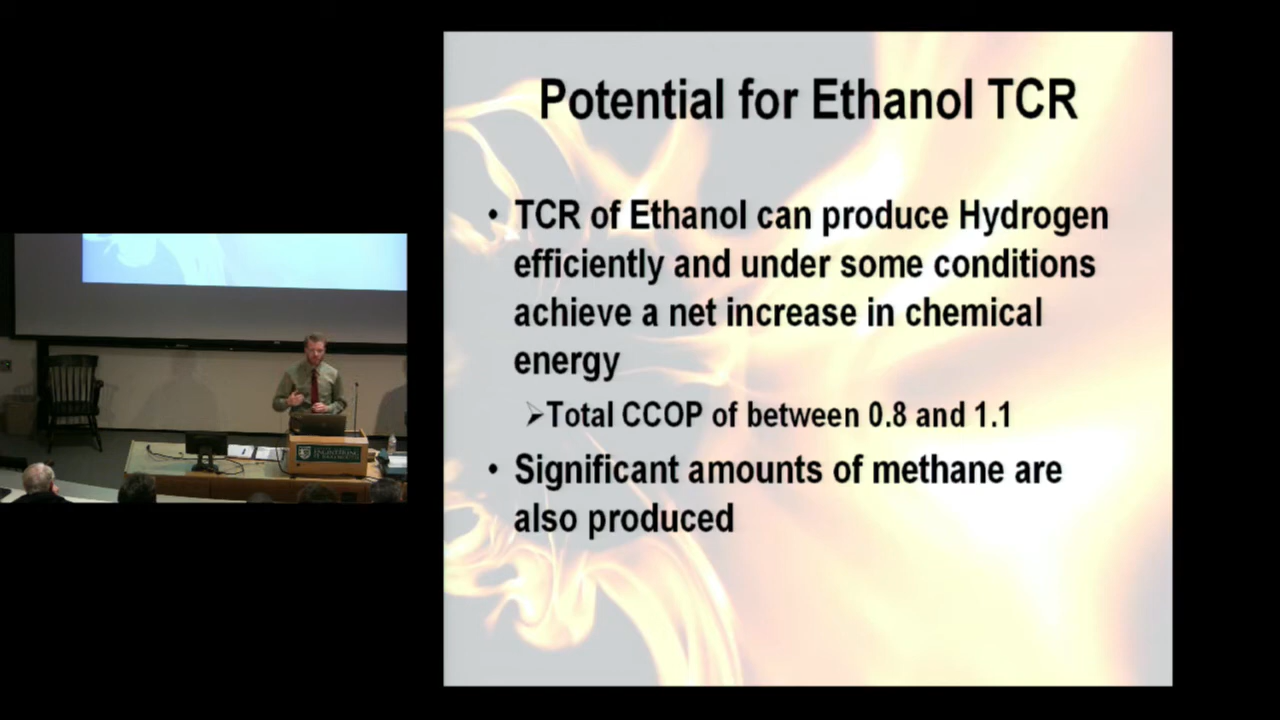 Potential for Ethanol TCR
• TCR of Ethanol can produce Hydrogen
efficiently and under some conditions
achieve a net increase in chemical
energy
➢Total CCOP of between 0.8 and 1.1
• Significant amounts of methane are
also produced